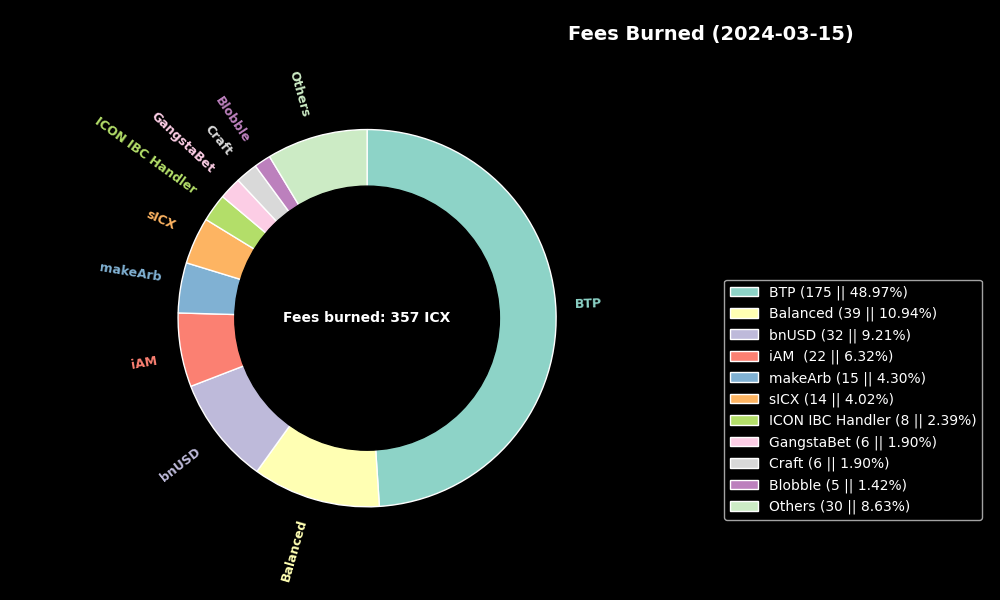 Fees Burned (2024-03-15)
Others
Blobble
Craft
GangstaBet
ICON IBC Handler
sICX
makeArb
iAM
bnUSD
Balanced
BTP
Fees burned: 357 ICX
BTP (175 || 48.97%)
Balanced (39 || 10.94%)
bnUSD (32 || 9.21%)
iAM  (22 || 6.32%)
makeArb (15 || 4.30%)
sICX (14 || 4.02%)
ICON IBC Handler (8 || 2.39%)
GangstaBet (6 || 1.90%)
Craft (6 || 1.90%)
Blobble (5 || 1.42%)
Others (30 || 8.63%)